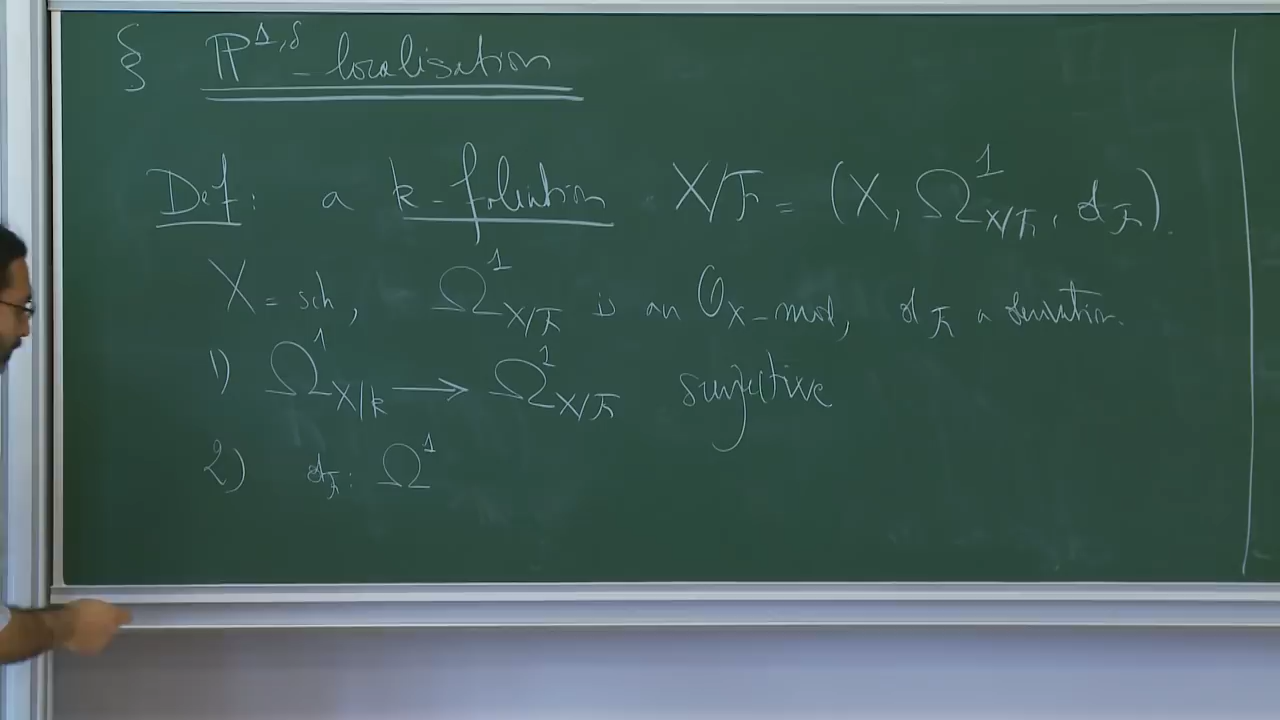 § ℙ^{1,δ}-localisation
Def: a k-foliation X/F = (X, Ω^1_{X/F}, d_F).
X = sch, Ω^1_{X/F} is an O_X-mod, d_F a derivation.
1) Ω^1_{X/k} → Ω^1_{X/F} surjective
2) d_F: Ω^1